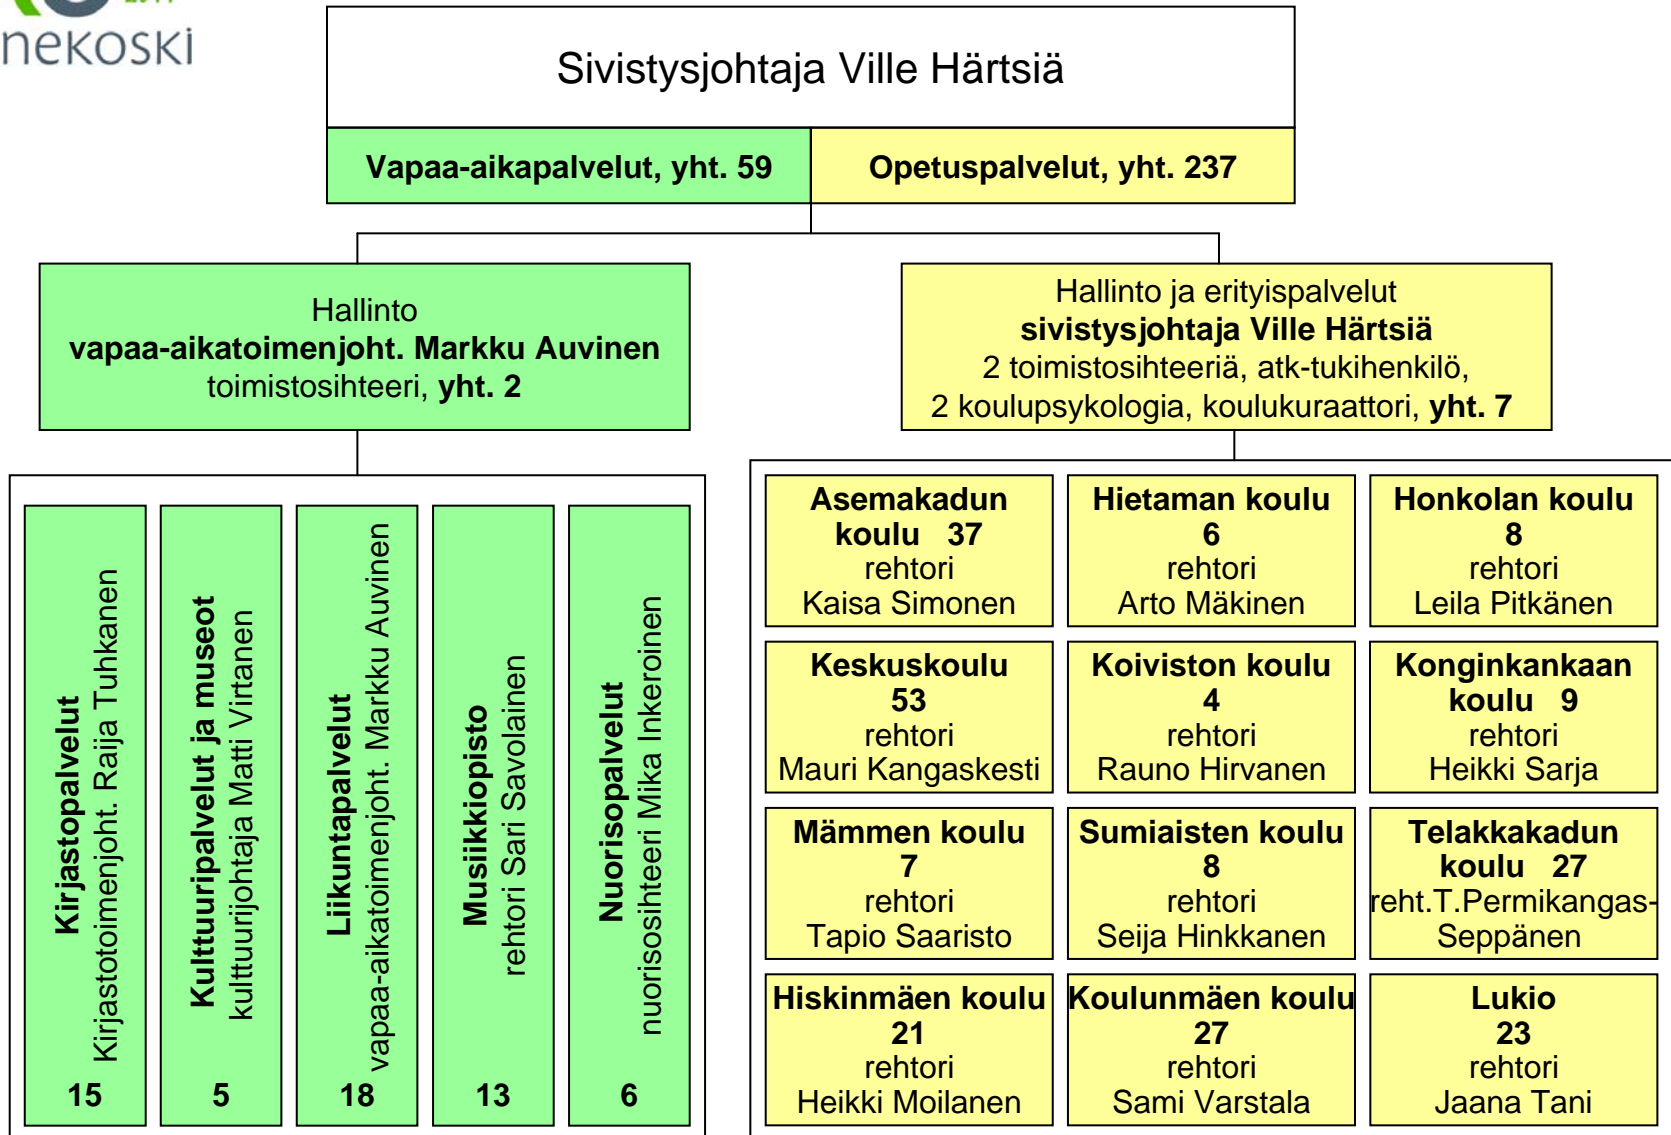 nekoski
Sivistysjohtaja Ville Härtsiä
Vapaa-aikapalvelut, yht. 59
Opetuspalvelut, yht. 237
Hallinto
vapaa-aikatoimenjoht. Markku Auvinen
toimistosihteeri, yht. 2
Hallinto ja erityispalvelut
sivistysjohtaja Ville Härtsiä
2 toimistosihteeriä, atk-tukihenkilö,
2 koulupsykologia, koulukuraattori, yht. 7
Kirjastopalvelut
Kirjastotoimenjoht. Raija Tuhkanen
15
Kulttuuripalvelut ja museot
kulttuurijohtaja Matti Virtanen
5
Liikuntapalvelut
vapaa-aikatoimenjoht. Markku Auvinen
18
Musiikkiopisto
rehtori Sari Savolainen
13
Nuorisopalvelut
nuorisosihteeri Mika Inkeroinen
6
Asemakadun
koulu 37
rehtori
Kaisa Simonen
Hietaman koulu
6
rehtori
Arto Mäkinen
Honkolan koulu
8
rehtori
Leila Pitkänen
Keskuskoulu
53
rehtori
Mauri Kangaskesti
Koiviston koulu
4
rehtori
Rauno Hirvanen
Konginkankaan
koulu 9
rehtori
Heikki Sarja
Mämmen koulu
7
rehtori
Tapio Saaristo
Sumiaisten koulu
8
rehtori
Seija Hinkkanen
Telakkakadun
koulu 27
reht.T.Permikangas-
Seppänen
Hiskinmäen koulu
21
rehtori
Heikki Moilanen
Koulunmäen koulu
27
rehtori
Sami Varstala
Lukio
23
rehtori
Jaana Tani